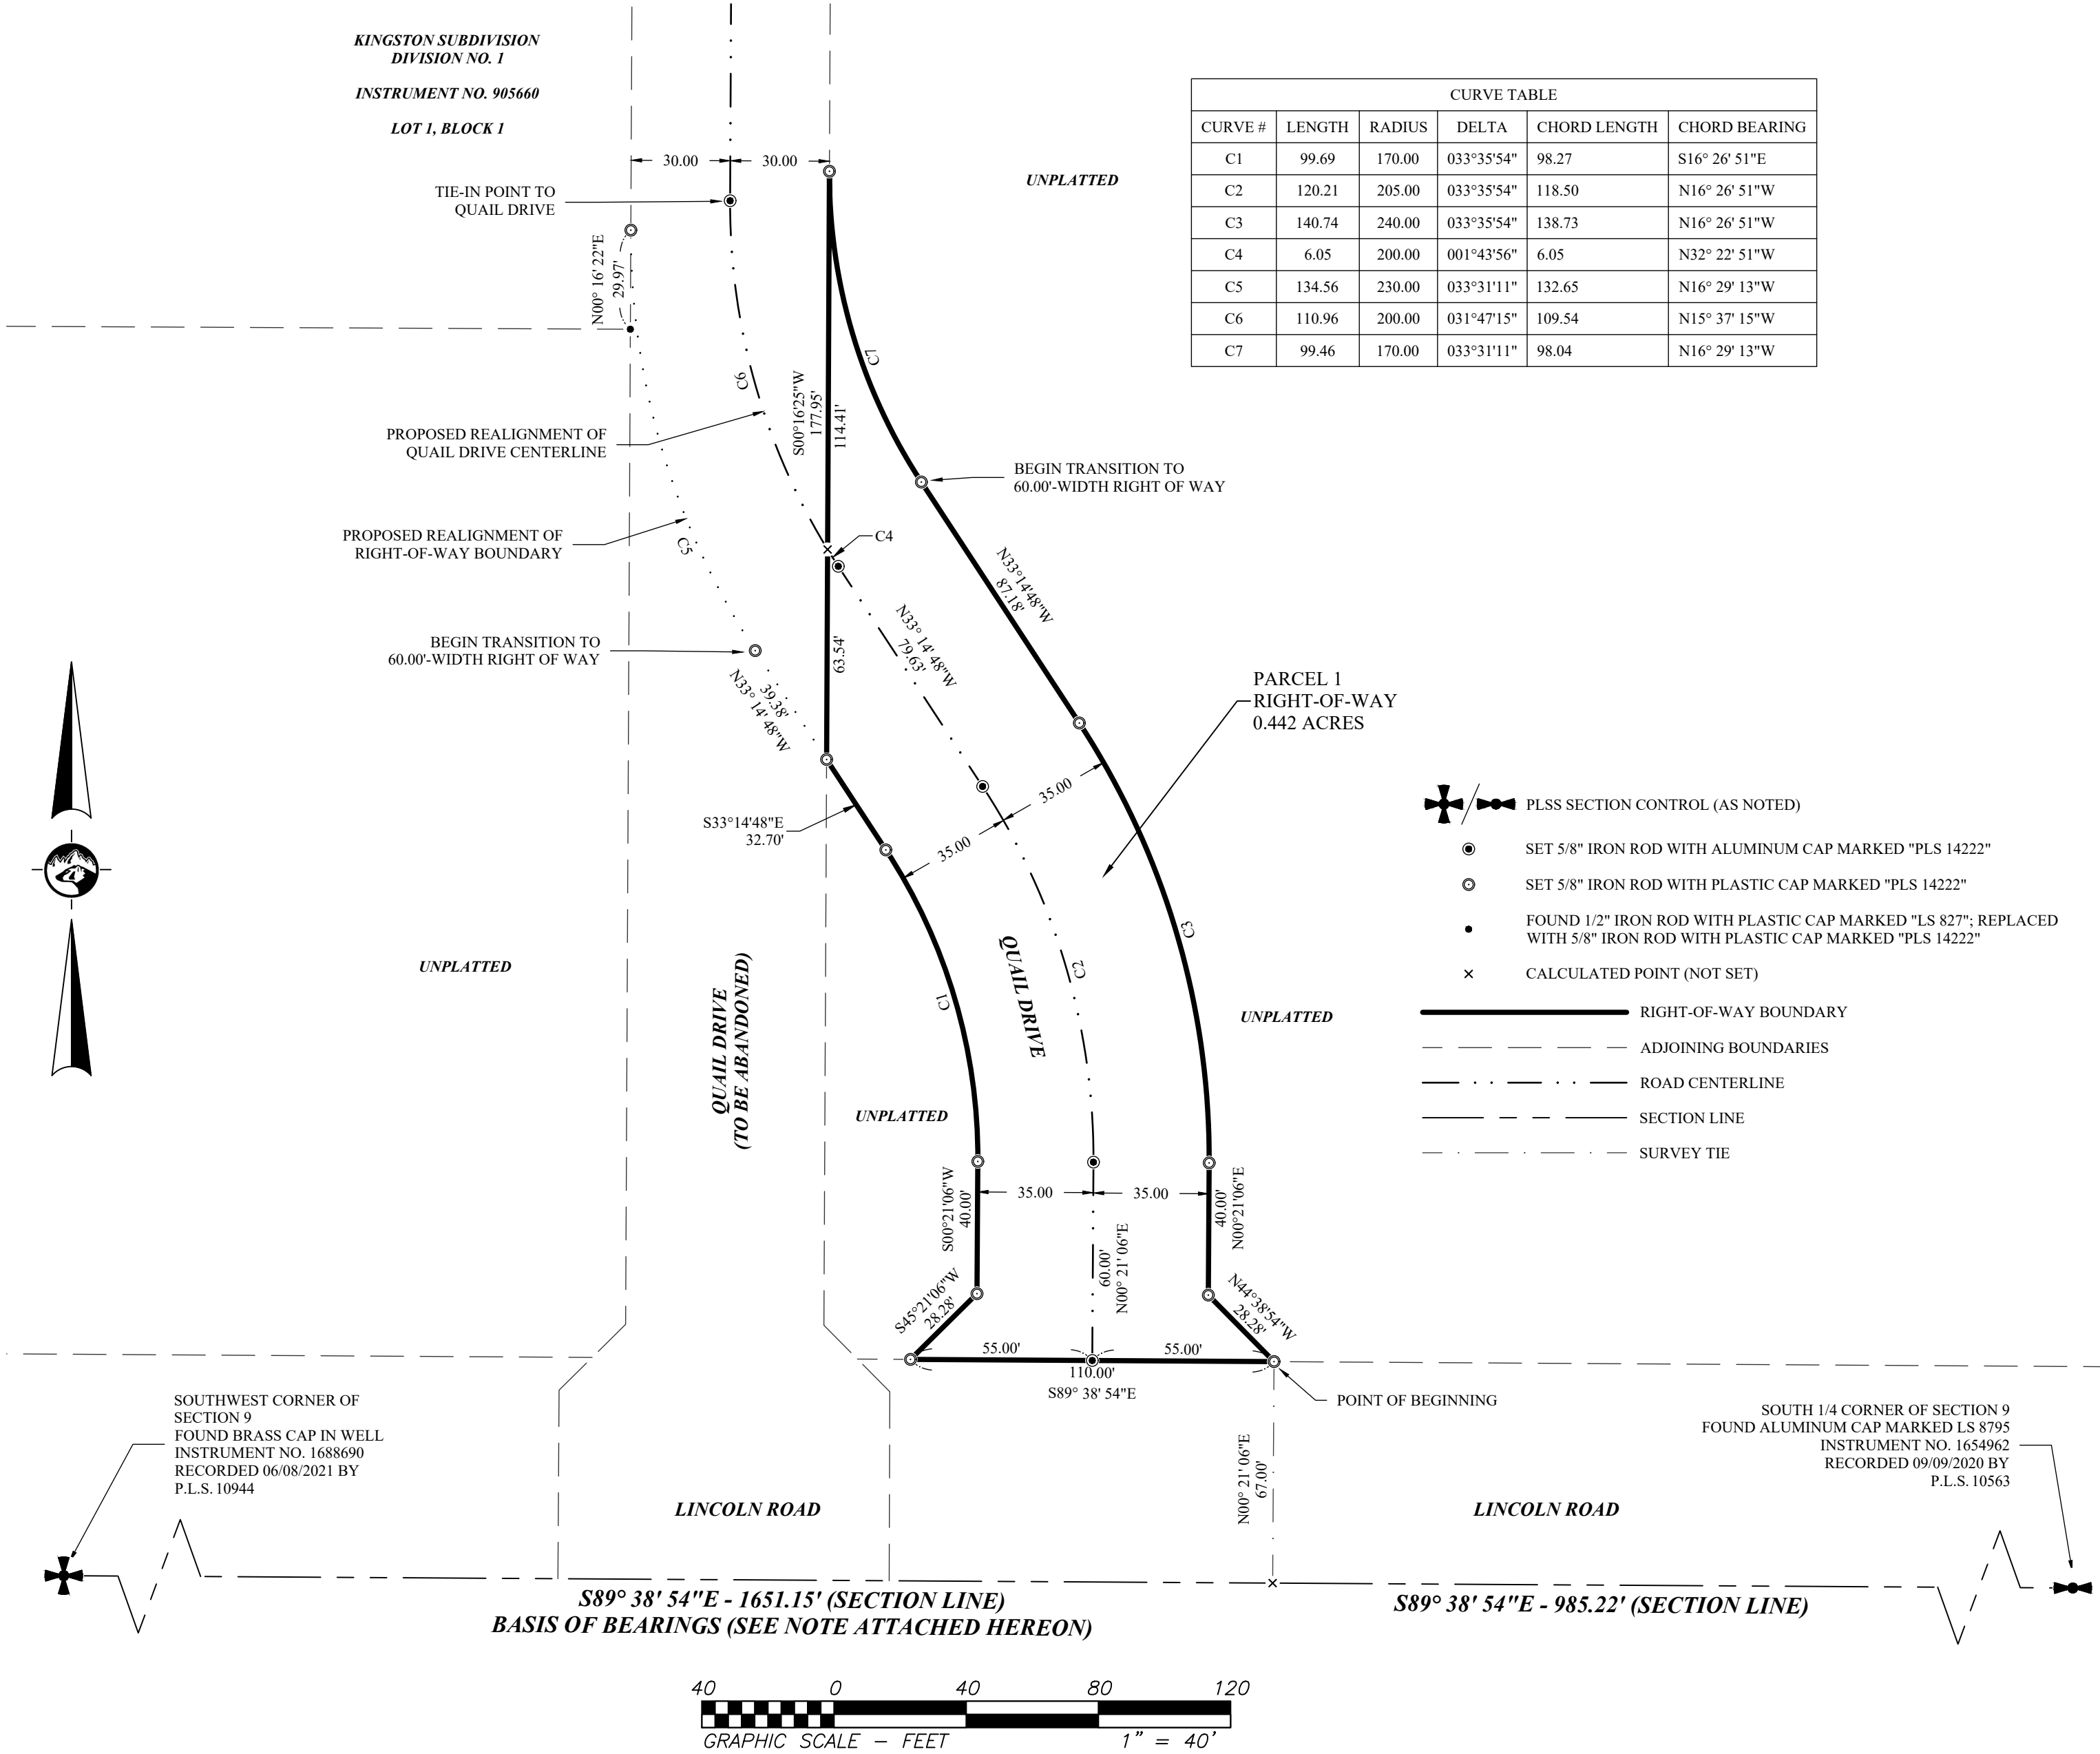 KINGSTON SUBDIVISION
DIVISION NO. 1
INSTRUMENT NO. 905660
LOT 1, BLOCK 1
30.00
30.00
TIE-IN POINT TO
QUAIL DRIVE
N00° 16' 22"E
29.97'
UNPLATTED
CURVE TABLE
CURVE # LENGTH RADIUS DELTA CHORD LENGTH CHORD BEARING
C1 99.69 170.00 033°35'54" 98.27 S16° 26' 51"E
C2 120.21 205.00 033°35'54" 118.50 N16° 26' 51"W
C3 140.74 240.00 033°35'54" 138.73 N16° 26' 51"W
C4 6.05 200.00 001°43'56" 6.05 N32° 22' 51"W
C5 134.56 230.00 033°31'11" 132.65 N16° 29' 13"W
C6 110.96 200.00 031°47'15" 109.54 N15° 37' 15"W
C7 99.46 170.00 033°31'11" 98.04 N16° 29' 13"W
C7
C6
S00°16'25"W
177.95'
114.41'
PROPOSED REALIGNMENT OF
QUAIL DRIVE CENTERLINE
BEGIN TRANSITION TO
60.00'-WIDTH RIGHT OF WAY
PROPOSED REALIGNMENT OF
RIGHT-OF-WAY BOUNDARY
C5
C4
N33°14'48"W
87.18'
N33° 14' 48"W
79.63'
BEGIN TRANSITION TO
60.00'-WIDTH RIGHT OF WAY
63.54'
39.38'
N33° 14' 48"W
PARCEL 1
RIGHT-OF-WAY
0.442 ACRES
S33°14'48"E
32.70'
35.00
35.00
PLSS SECTION CONTROL (AS NOTED)
SET 5/8" IRON ROD WITH ALUMINUM CAP MARKED "PLS 14222"
SET 5/8" IRON ROD WITH PLASTIC CAP MARKED "PLS 14222"
FOUND 1/2" IRON ROD WITH PLASTIC CAP MARKED "LS 827"; REPLACED
WITH 5/8" IRON ROD WITH PLASTIC CAP MARKED "PLS 14222"
CALCULATED POINT (NOT SET)
RIGHT-OF-WAY BOUNDARY
ADJOINING BOUNDARIES
ROAD CENTERLINE
SECTION LINE
SURVEY TIE
UNPLATTED
QUAIL DRIVE
(TO BE ABANDONED)
C1
QUAIL DRIVE
C2
C3
UNPLATTED
UNPLATTED
S00°21'06"W
40.00'
35.00
35.00
40.00'
N00°21'06"E
60.00'
N00° 21' 06"E
S45°21'06"W
28.28'
N44°38'54"W
28.28'
55.00'
55.00'
110.00'
S89° 38' 54"E
POINT OF BEGINNING
SOUTHWEST CORNER OF
SECTION 9
FOUND BRASS CAP IN WELL
INSTRUMENT NO. 1688690
RECORDED 06/08/2021 BY
P.L.S. 10944
SOUTH 1/4 CORNER OF SECTION 9
FOUND ALUMINUM CAP MARKED LS 8795
INSTRUMENT NO. 1654962
RECORDED 09/09/2020 BY
P.L.S. 10563
N00° 21' 06"E
67.00'
LINCOLN ROAD
LINCOLN ROAD
S89° 38' 54"E - 1651.15' (SECTION LINE)
BASIS OF BEARINGS (SEE NOTE ATTACHED HEREON)
S89° 38' 54"E - 985.22' (SECTION LINE)
40 0 40 80 120
GRAPHIC SCALE - FEET 1" = 40'